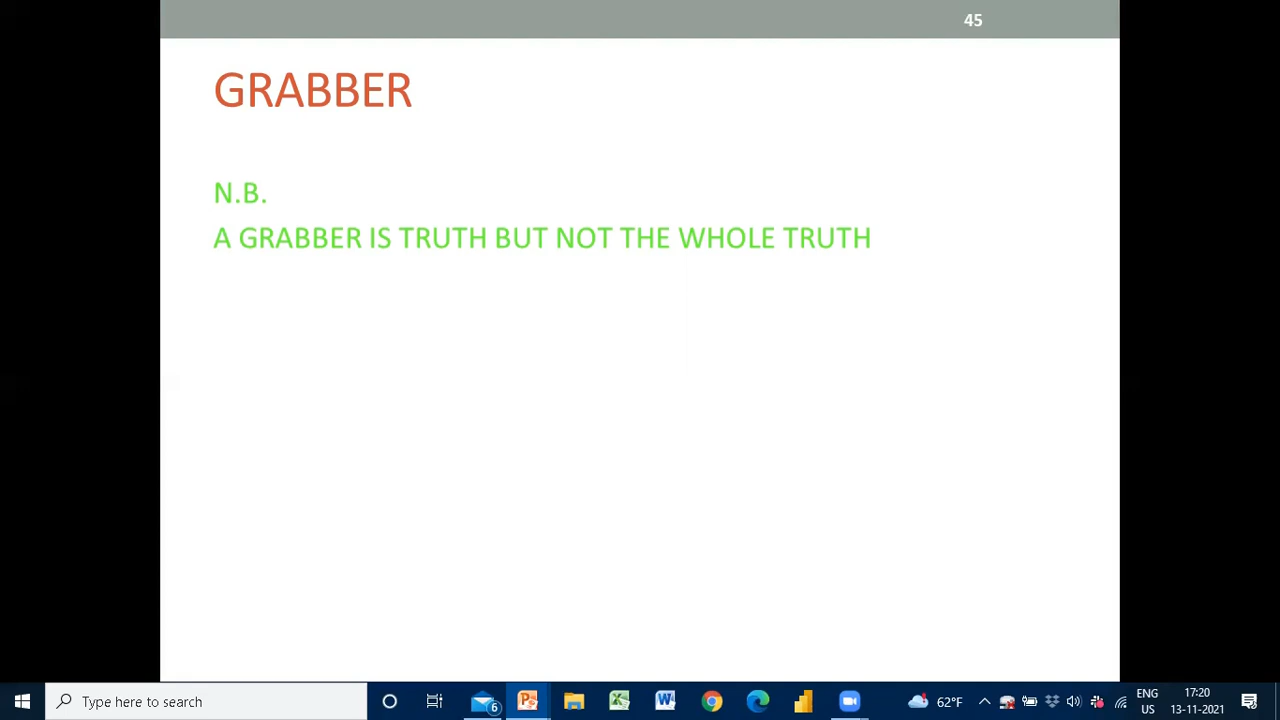 45
GRABBER
N.B.
A GRABBER IS TRUTH BUT NOT THE WHOLE TRUTH
Type here to search
6
62°F
ENG
US
17:20
13-11-2021